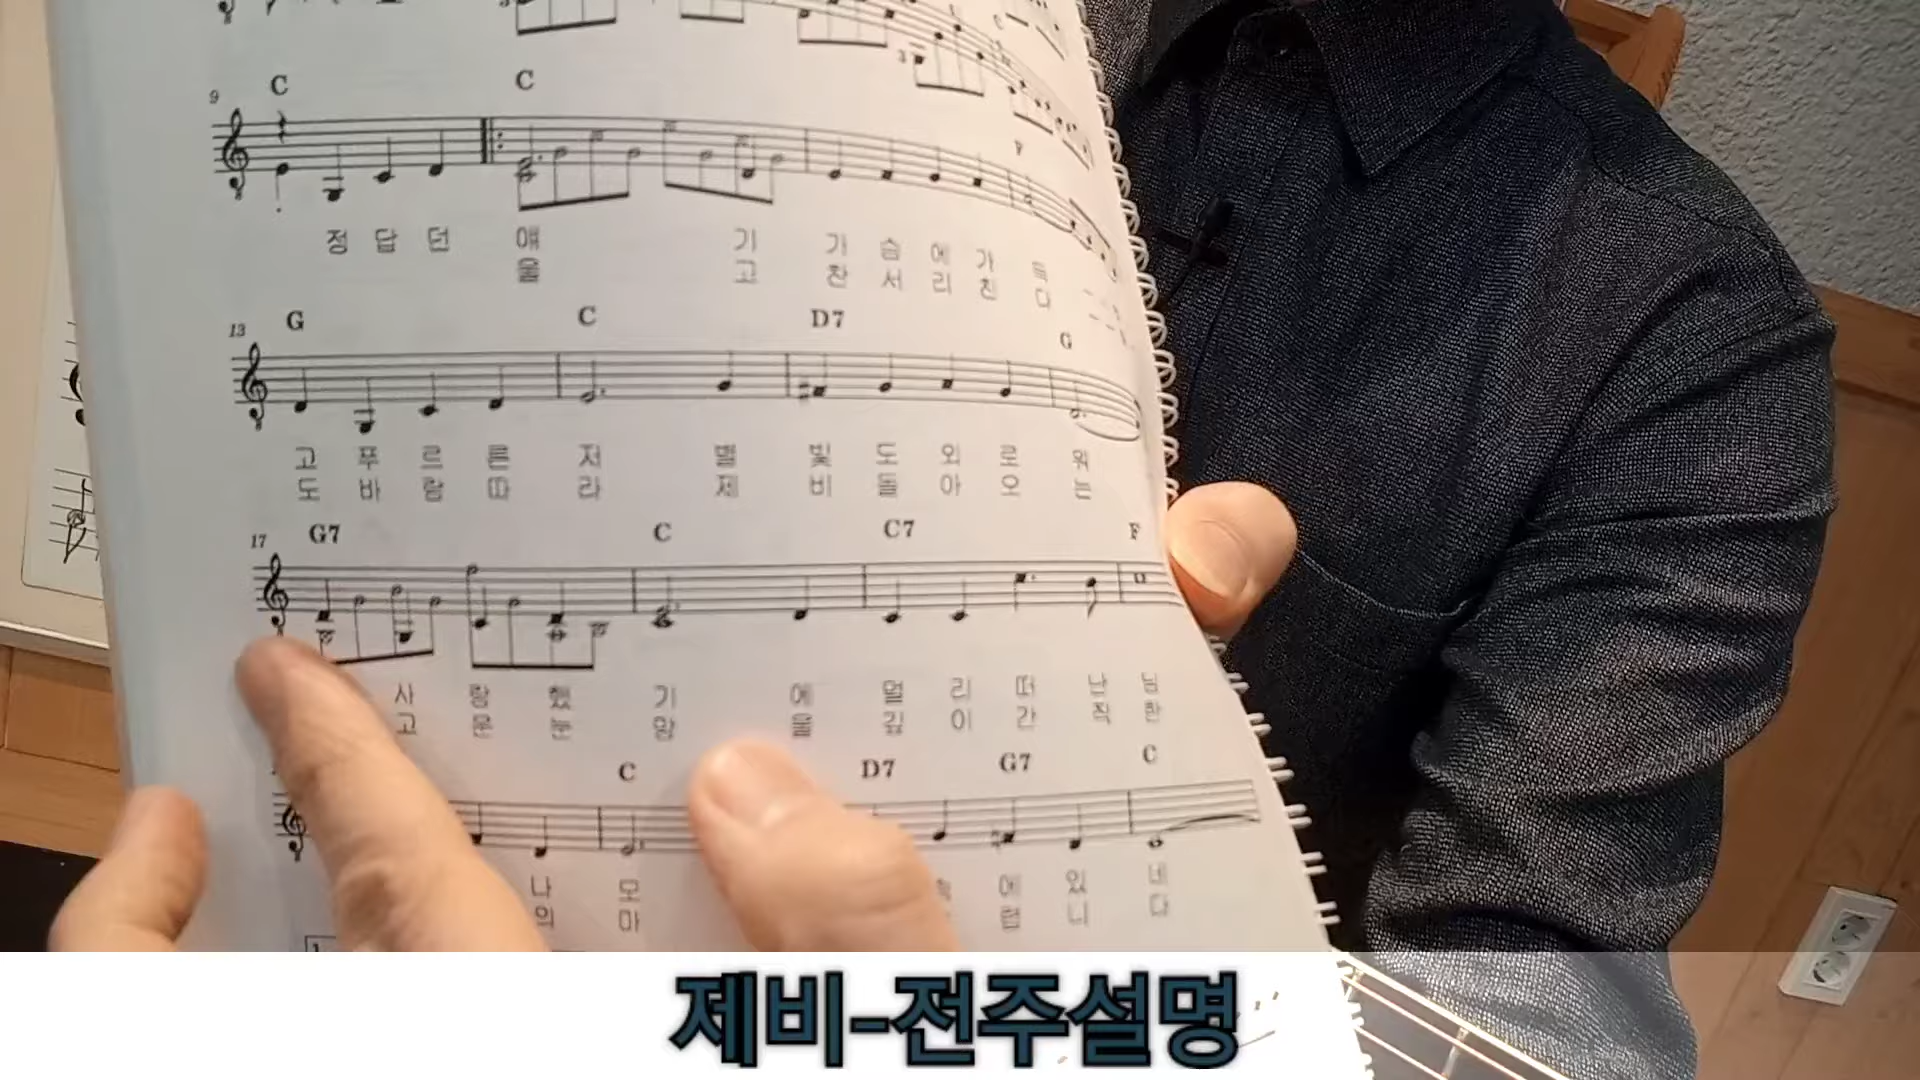 C C
9
F
정 답 던 얘 기 가 슴 에 가 득
울 고 찬 서 리 친 다
G C D7 G
13
고 푸 르 른 저 별 빛 도 외 로 워
도 바 람 따 라 제 비 돌 아 오 는
G7 C C7 F
17
사 랑 했 기 에 멀 리 떠 난 님
고 운 눈 망 울 깊 이 간 직 한
C D7 G7 C
나 모 에 있 네
의 마 련 니 다
제비-전주설명